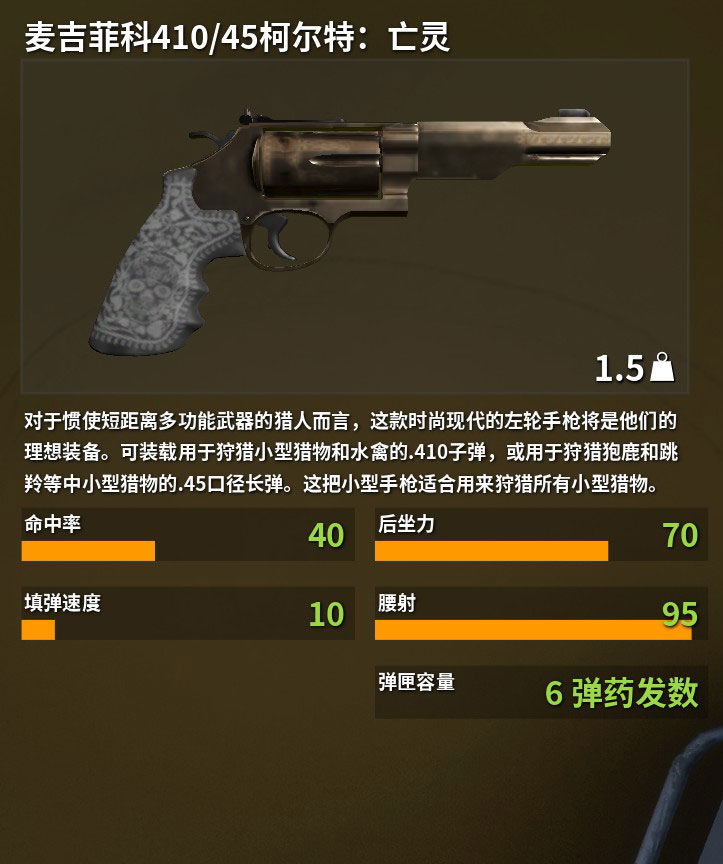 麦吉菲科410/45柯尔特：亡灵
1.5
对于惯使短距离多功能武器的猎人而言，这款时尚现代的左轮手枪将是他们的
理想装备。可装载用于狩猎小型猎物和水禽的.410子弹，或用于狩猎狍鹿和跳
羚等中小型猎物的.45口径长弹。这把小型手枪适合用来狩猎所有小型猎物。
命中率 40
后坐力 70
填弹速度 10
腰射 95
弹匣容量 6 弹药发数